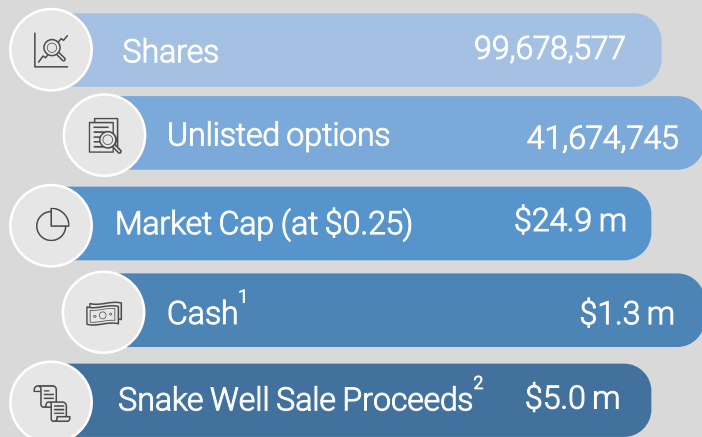 Shares 99,678,577
Unlisted options 41,674,745
Market Cap (at $0.25) $24.9 m
Cash1 $1.3 m
Snake Well Sale Proceeds2 $5.0 m